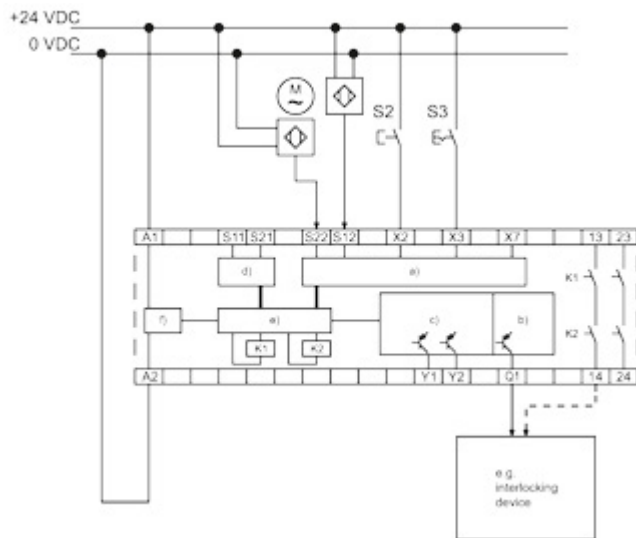 +24 VDC
0 VDC
M
~
S2
S3
A1 S11 S21 S22 S12 X2 X3 X7 13 23
d)
a)
K1
f)
e)
c)
b)
K1
K2
K2
A2 Y1 Y2 Q1 14 24
e.g.
interlocking
device